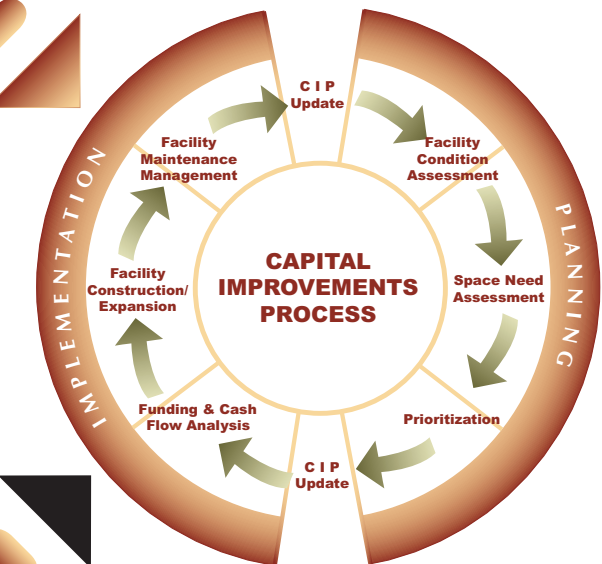 C I P
Update
Facility
Condition
Assessment
Space Need
Assessment
Prioritization
C I P
Update
Funding & Cash
Flow Analysis
Facility
Construction/
Expansion
Facility
Maintenance
Management
CAPITAL
IMPROVEMENTS
PROCESS
IMPLEMENTATION
PLANNING